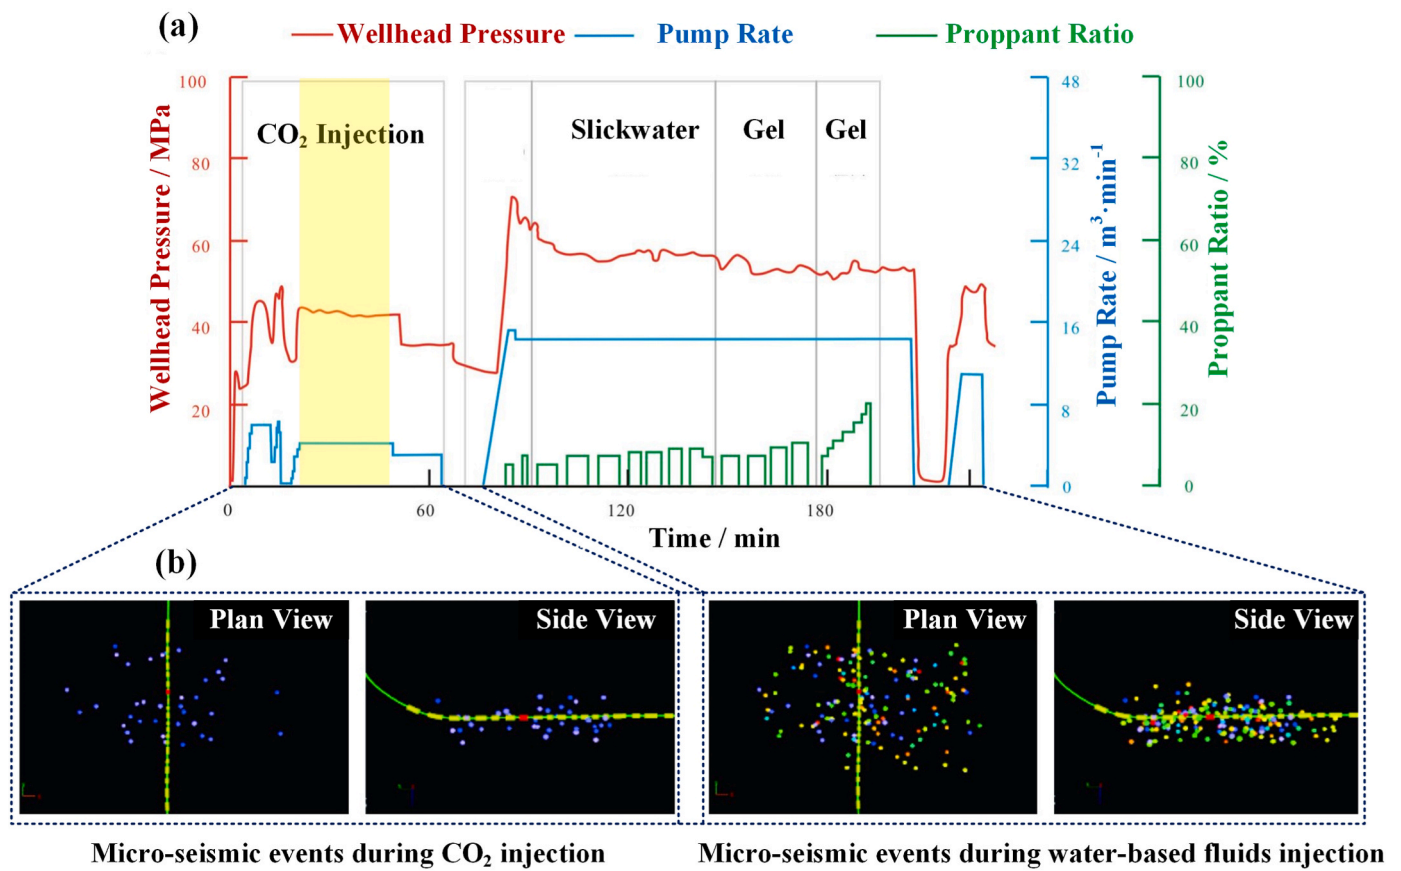 (a)
Wellhead Pressure Pump Rate Proppant Ratio
Wellhead Pressure / MPa
100
80
60
40
20
CO₂ Injection
Slickwater
Gel
Gel
48
32
24
16
8
0
Pump Rate / m³·min⁻¹
100
80
60
40
20
0
Proppant Ratio / %
0 60 120 180
Time / min
(b)
Plan View
Side View
Plan View
Side View
Micro-seismic events during CO₂ injection
Micro-seismic events during water-based fluids injection